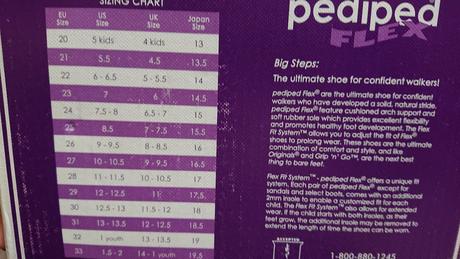 SIZING CHART
EU Size US Size UK Size Japan Size
20 5 kids 4 kids 13
21 5.5 4.5 13.5
22 6-6.5 5-5.5 14
23 7 6 14.5
24 7.5-8 6.5-7 15
25 8.5 7-7.5 15.5
26 9-9.5 8-8.5 16
27 10-10.5 9-9.5 16.5
28 11-11.5 10-10.5 17
29 12-12.5 11 17.5
30 12.5-13 11.5-12 18
31 13-13.5 12-12.5 18.5
32 1 youth 13-13.5 19
33 1.5-2 14-1 youth 19.5
pediped
FLEX
Big Steps:
The ultimate shoe for confident walkers!
pediped Flex® are the ultimate shoe for confident
walkers who have developed a solid, natural stride.
pediped Flex® feature cushioned arch support and
soft rubber sole which provides excellent flexibility
and promotes healthy foot development. The Flex
Fit System™ allows you to adjust the fit of Flex®
shoes to prolong wear. These shoes are the ultimate
combination of comfort and style, and like
Originals® and Grip 'n' Go™, are the next best
thing to bare feet.
Flex Fit System™ - pediped Flex® offers a unique fit
system. Each pair of pediped Flex® except for
sandals and select boots, comes with an additional
2mm insole to enable a customized fit for each
child. The Flex Fit System™ also allows for extended
wear. If the child starts with both insoles, as their
feet grow, the additional insole may be removed to
extend the length of time the shoes can be worn.
ACCEPTED
1-800-880-1245